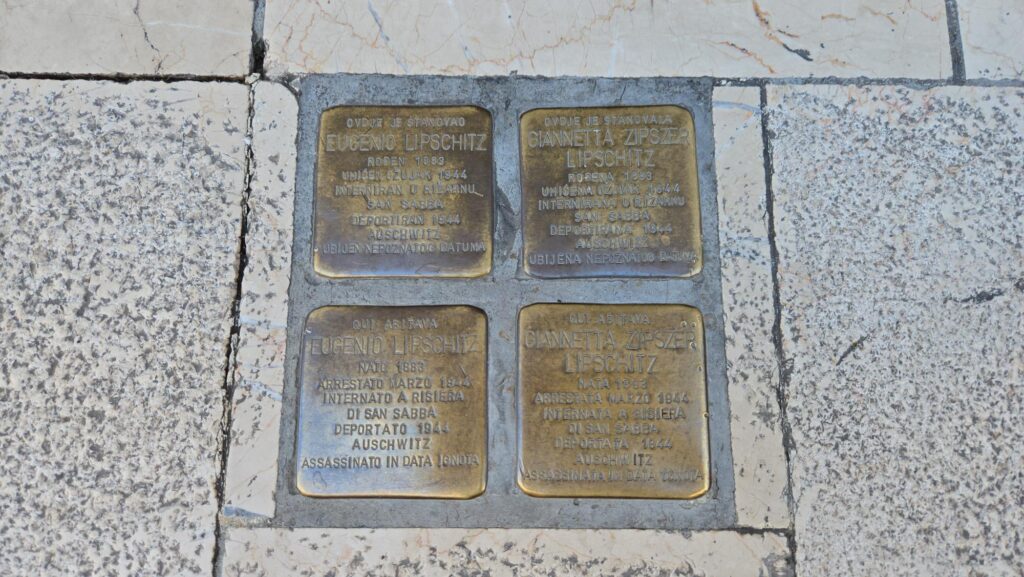 OVDJE JE STANOVAO
EUGENIO LIPSCHITZ
ROĐEN 1883
UHIĆEN OŽUJAK 1944
INTERNIRAN U RIŽARNU
SAN SABBA
DEPORTIRAN 1944
AUSCHWITZ
UBIJEN NEPOZNATOG DATUMA
OVDJE JE STANOVALA
GIANNETTA ZIPSZER
LIPSCHITZ
ROĐENA 1883
UHIĆENA OŽUJAK 1944
INTERNIRANA U RIŽARNU
SAN SABBA
DEPORTIRANA 1944
AUSCHWITZ
UBIJENA NEPOZNATOG DATUMA
QUI ABITAVA
EUGENIO LIPSCHITZ
NATO 1883
ARRESTATO MARZO 1944
INTERNATO A RISIERA
DI SAN SABBA
DEPORTATO 1944
AUSCHWITZ
ASSASSINATO IN DATA IGNOTA
QUI ABITAVA
GIANNETTA ZIPSZER
LIPSCHITZ
NATA 1883
ARRESTATA MARZO 1944
INTERNATA A RISIERA
DI SAN SABBA
DEPORTATA 1944
AUSCHWITZ
ASSASSINATA IN DATA IGNOTA